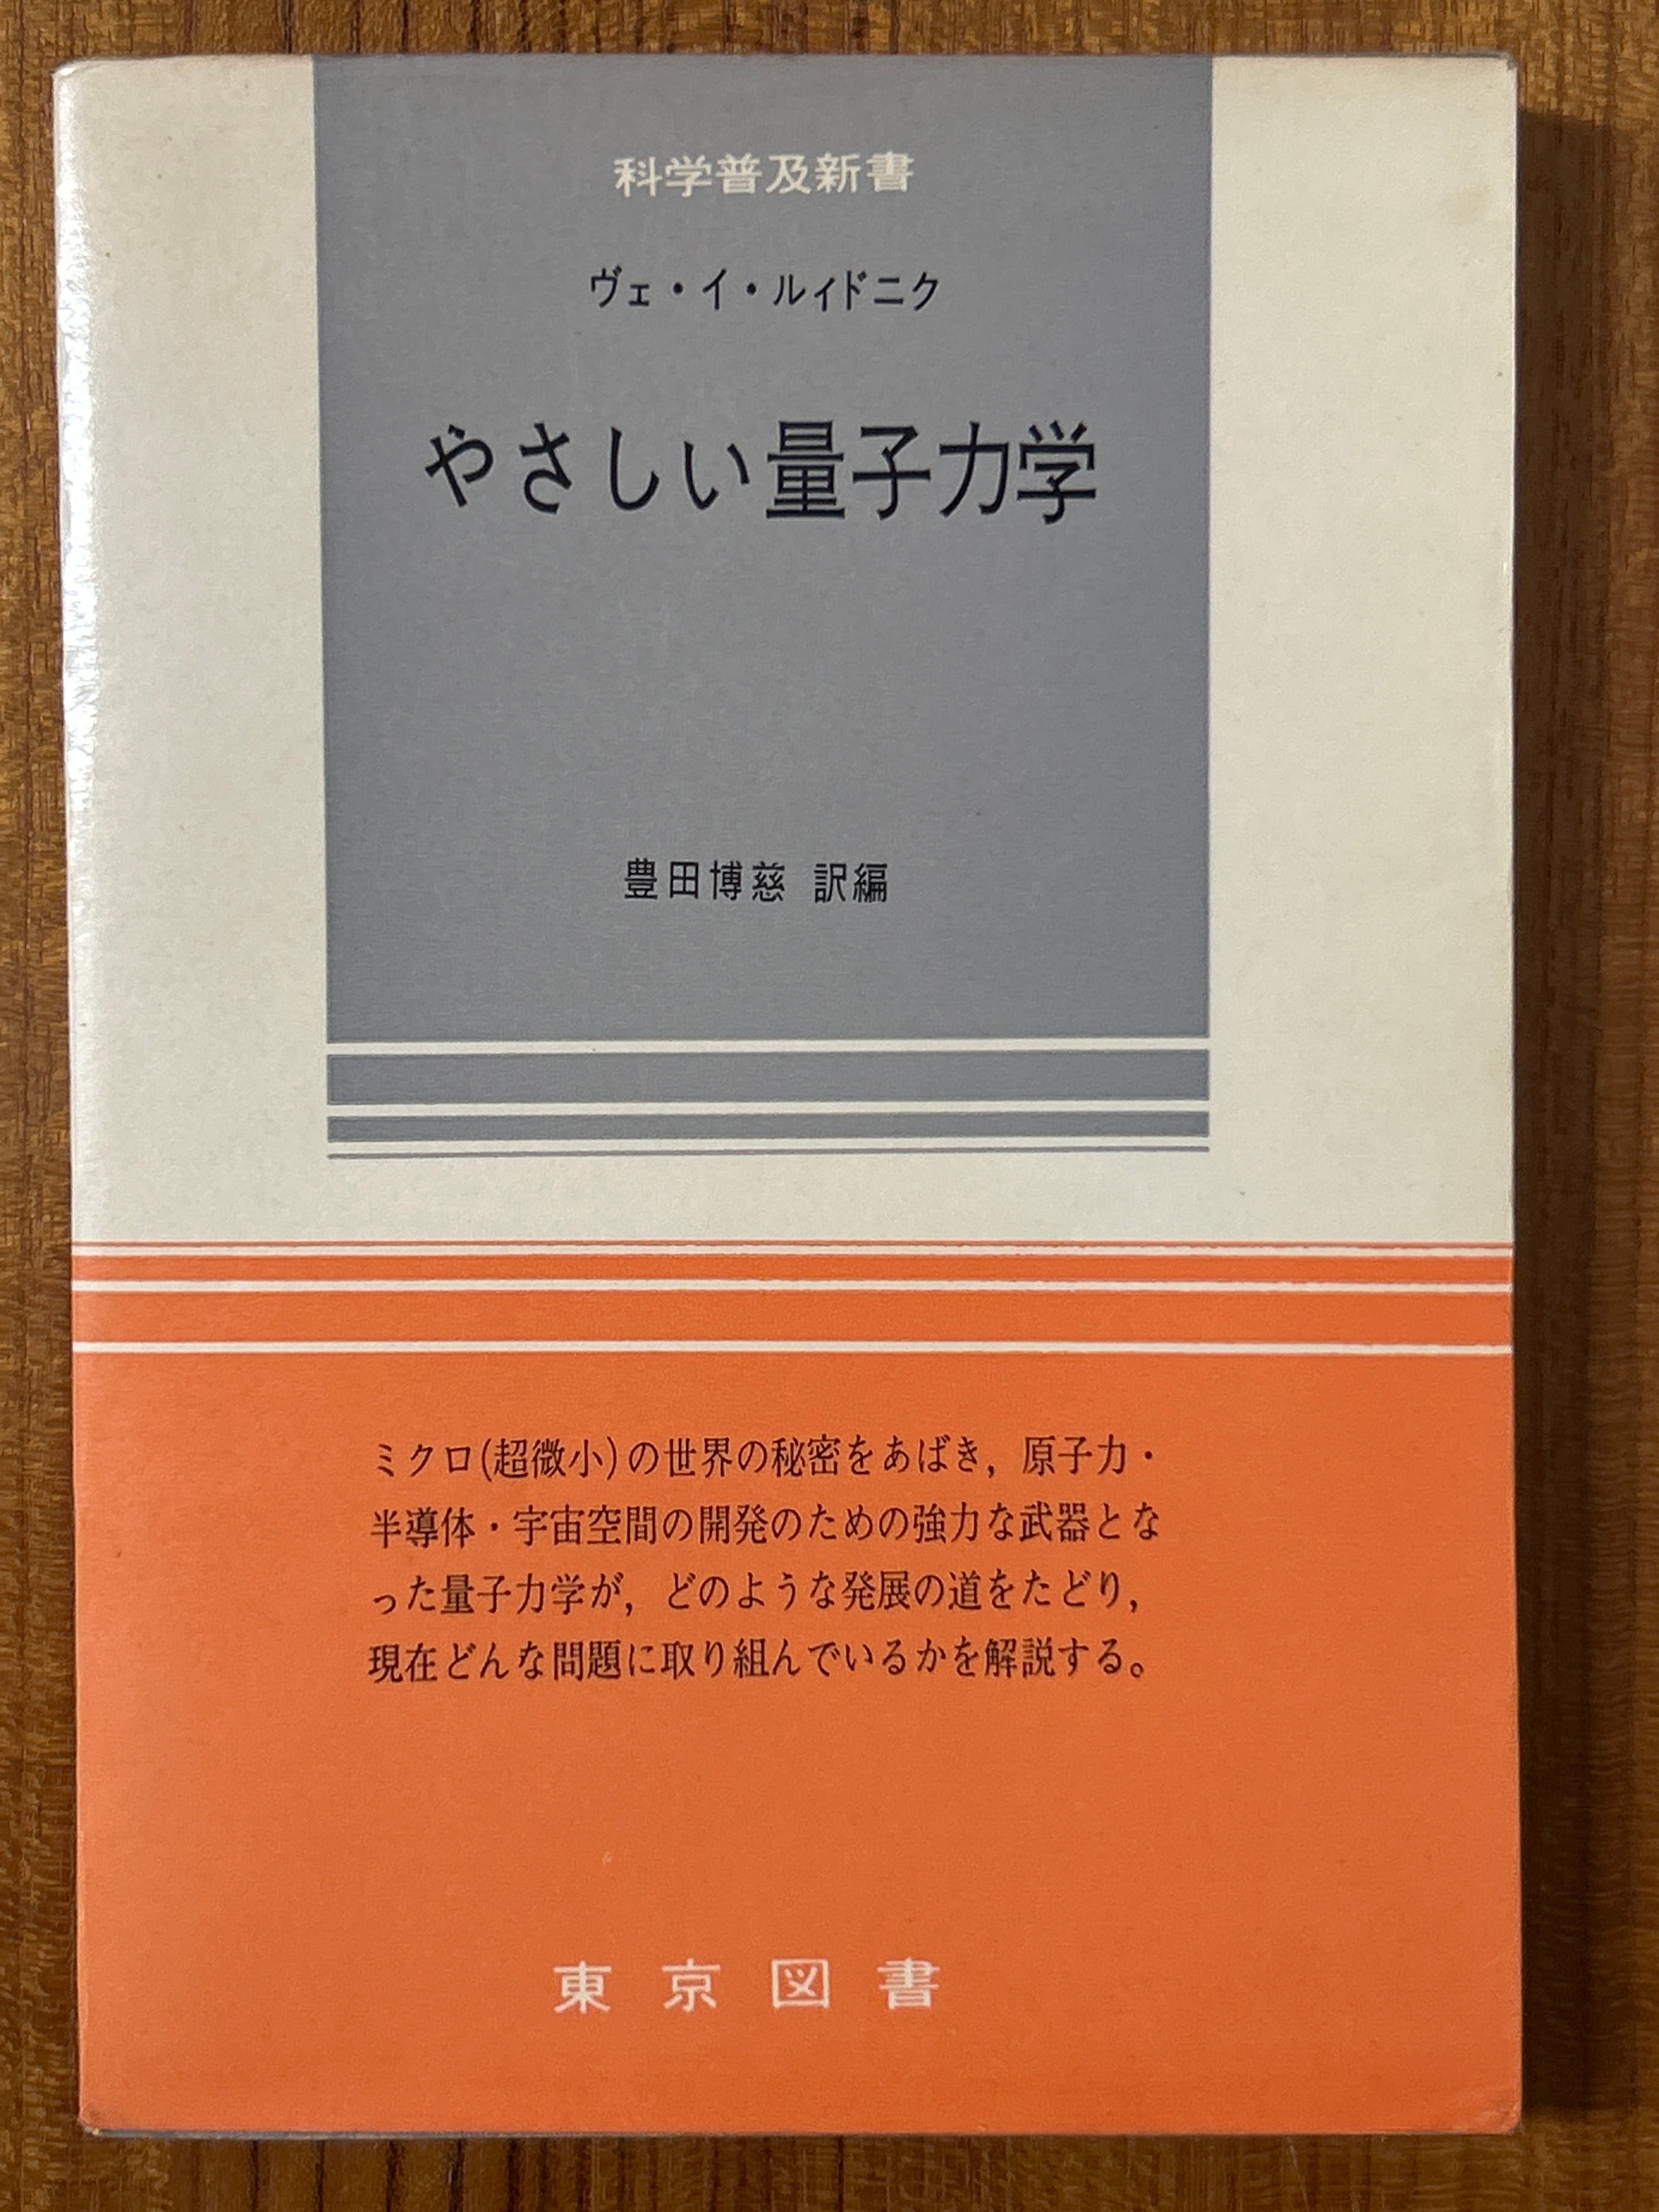 科学普及新書
ヴェ・イ・ルイドニク
やさしい量子力学
豊田博慈 訳編
ミクロ(超微小)の世界の秘密をあばき，原子力・
半導体・宇宙空間の開発のための強力な武器とな
った量子力学が，どのような発展の道をたどり，
現在どんな問題に取り組んでいるかを解説する。
東京図書